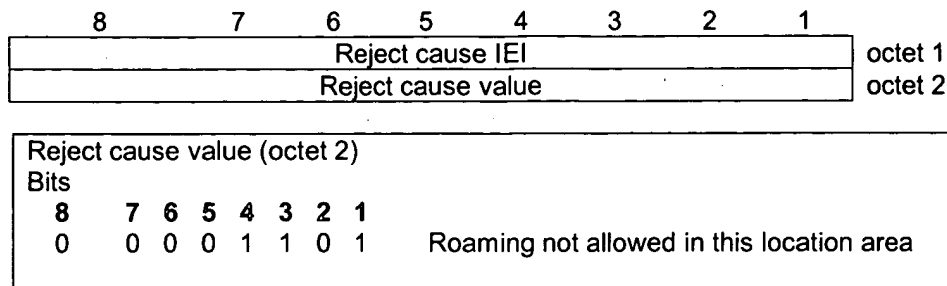 8 7 6 5 4 3 2 1
Reject cause IEI octet 1
Reject cause value octet 2
Reject cause value (octet 2)
Bits
8 7 6 5 4 3 2 1
0 0 0 0 1 1 0 1 Roaming not allowed in this location area